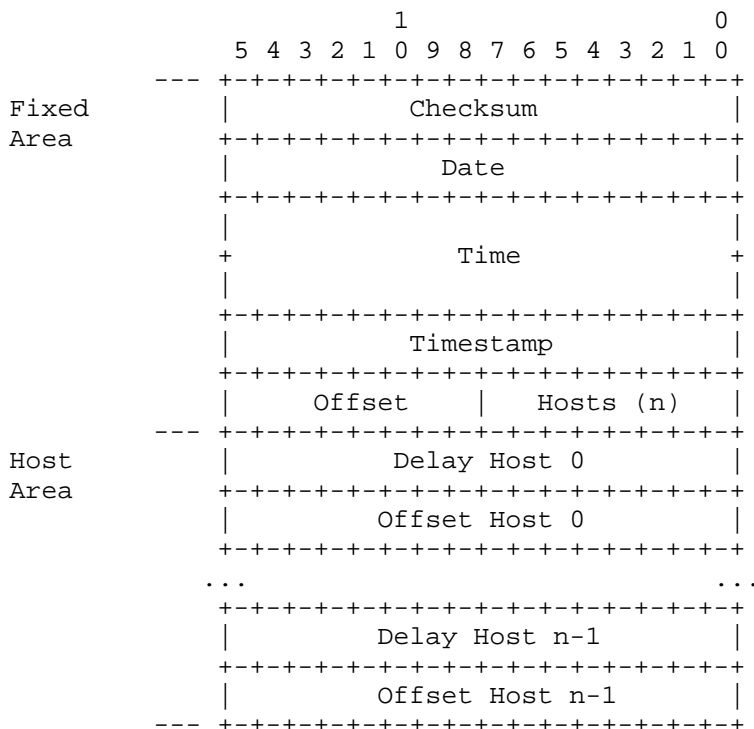 1                   0
             5 4 3 2 1 0 9 8 7 6 5 4 3 2 1 0
        --- +-+-+-+-+-+-+-+-+-+-+-+-+-+-+-+-+
Fixed       |           Checksum            |
Area        +-+-+-+-+-+-+-+-+-+-+-+-+-+-+-+-+
            |             Date              |
            +-+-+-+-+-+-+-+-+-+-+-+-+-+-+-+-+
            |                               |
            +              Time             +
            |                               |
            +-+-+-+-+-+-+-+-+-+-+-+-+-+-+-+-+
            |           Timestamp           |
            +-+-+-+-+-+-+-+-+-+-+-+-+-+-+-+-+
            |     Offset    |   Hosts (n)   |
        --- +-+-+-+-+-+-+-+-+-+-+-+-+-+-+-+-+
Host        |          Delay Host 0         |
Area        +-+-+-+-+-+-+-+-+-+-+-+-+-+-+-+-+
            |         Offset Host 0         |
            +-+-+-+-+-+-+-+-+-+-+-+-+-+-+-+-+
           ...                             ...
            +-+-+-+-+-+-+-+-+-+-+-+-+-+-+-+-+
            |         Delay Host n-1        |
            +-+-+-+-+-+-+-+-+-+-+-+-+-+-+-+-+
            |         Offset Host n-1       |
        --- +-+-+-+-+-+-+-+-+-+-+-+-+-+-+-+-+